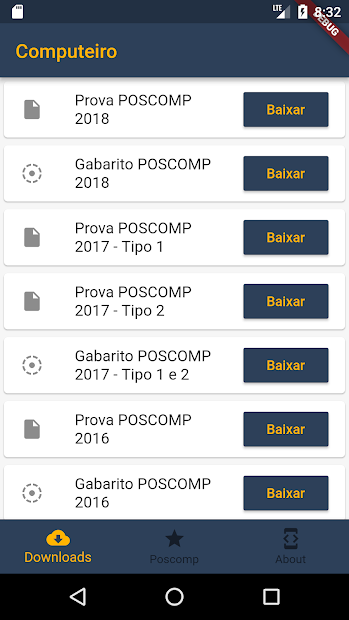 LTE
8:32
DEBUG
Computeiro
Prova POSCOMP
2018
Baixar
Gabarito POSCOMP
2018
Baixar
Prova POSCOMP
2017 - Tipo 1
Baixar
Prova POSCOMP
2017 - Tipo 2
Baixar
Gabarito POSCOMP
2017 - Tipo 1 e 2
Baixar
Prova POSCOMP
2016
Baixar
Gabarito POSCOMP
2016
Baixar
Downloads
Poscomp
About